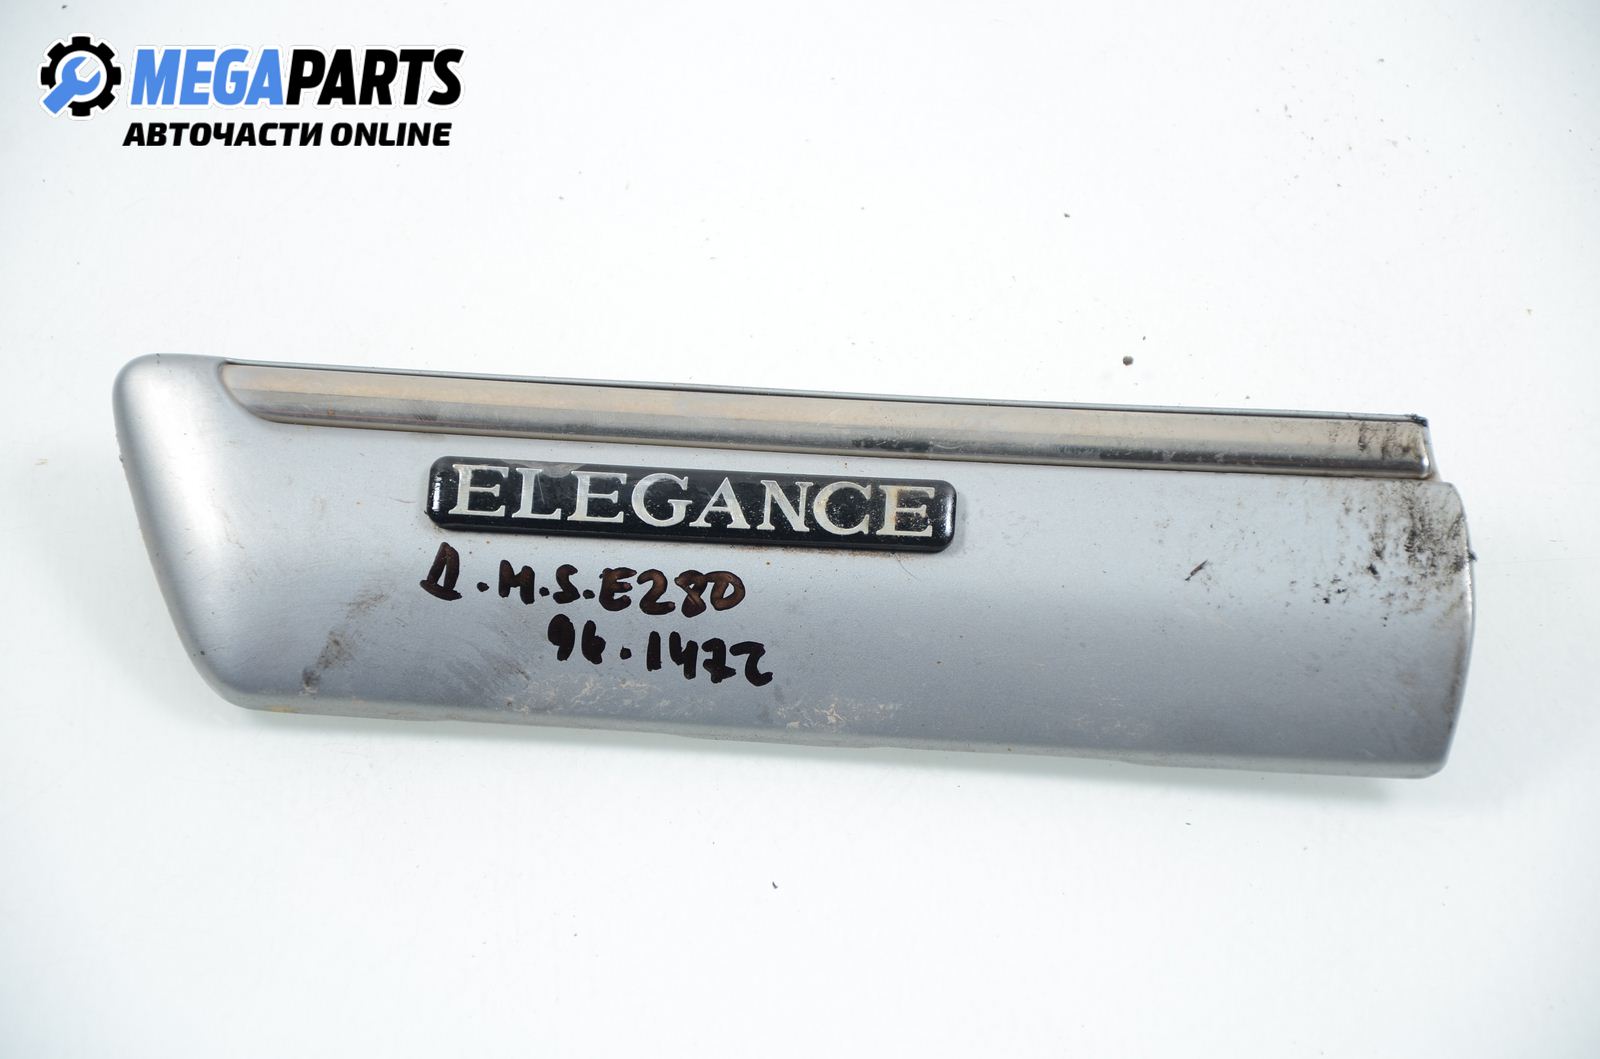 MEGAPARTS
АВТОЧАСТИ ONLINE
ELEGANCE
Д.М.S.E280
96.1472